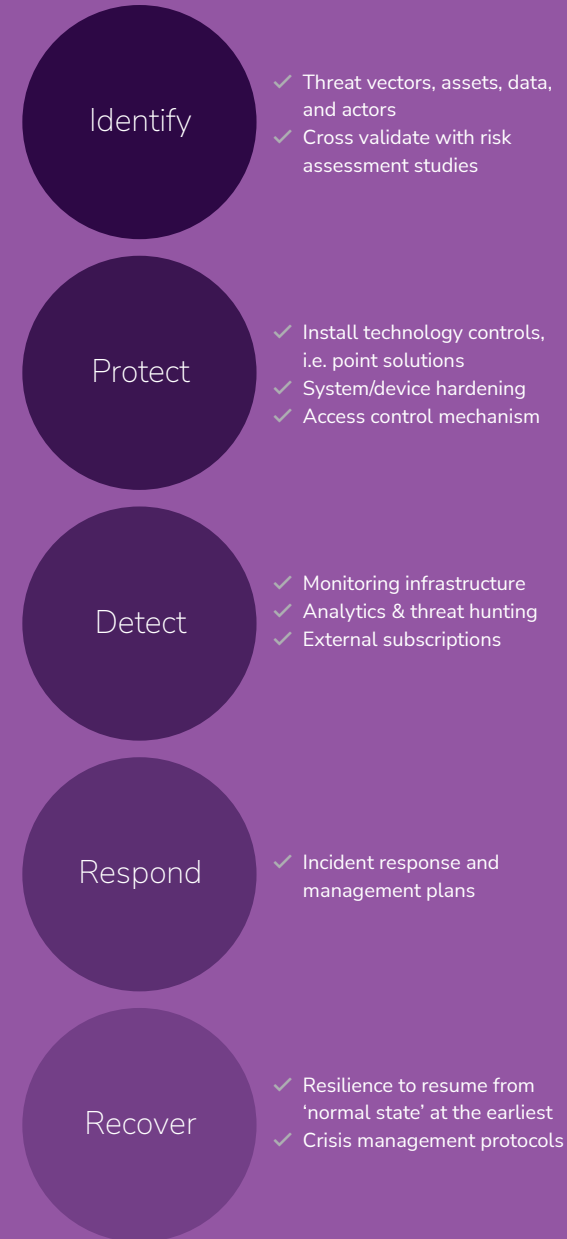 Identify
Threat vectors, assets, data,
and actors
Cross validate with risk
assessment studies
Protect
Install technology controls,
i.e. point solutions
System/device hardening
Access control mechanism
Detect
Monitoring infrastructure
Analytics & threat hunting
External subscriptions
Respond
Incident response and
management plans
Recover
Resilience to resume from
‘normal state’ at the earliest
Crisis management protocols